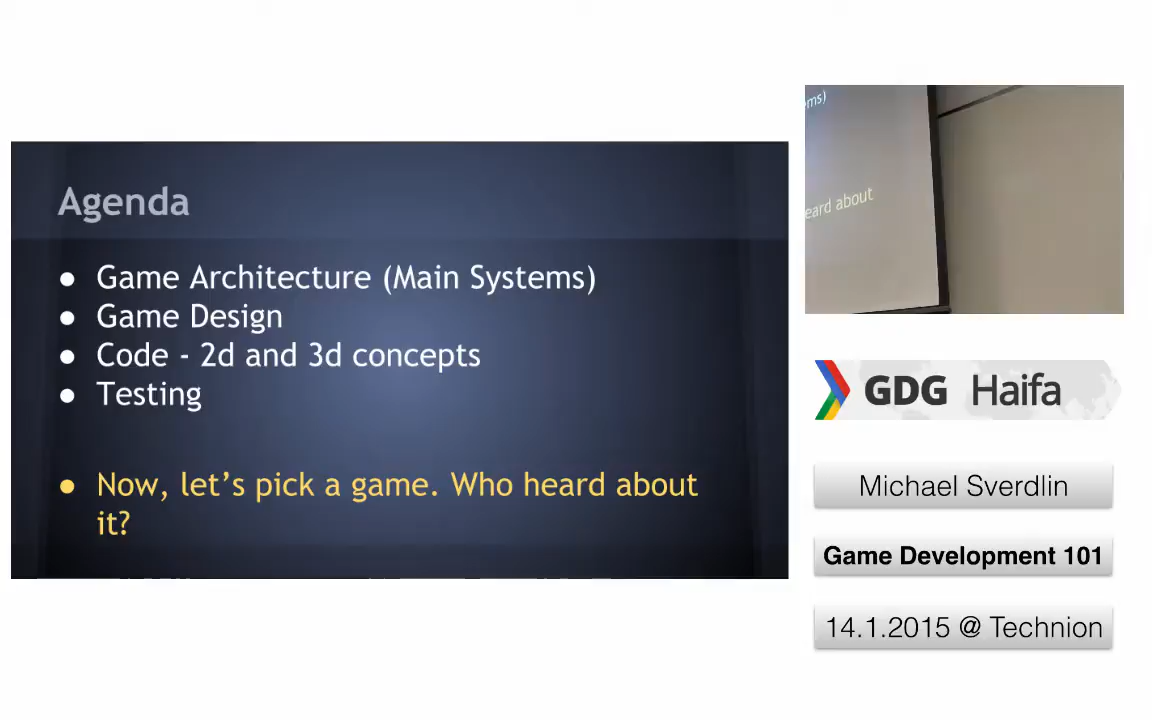 Agenda
● Game Architecture (Main Systems)
● Game Design
● Code - 2d and 3d concepts
● Testing
● Now, let's pick a game. Who heard about
it?
ms)
eard about
GDG Haifa
Michael Sverdlin
Game Development 101
14.1.2015 @ Technion